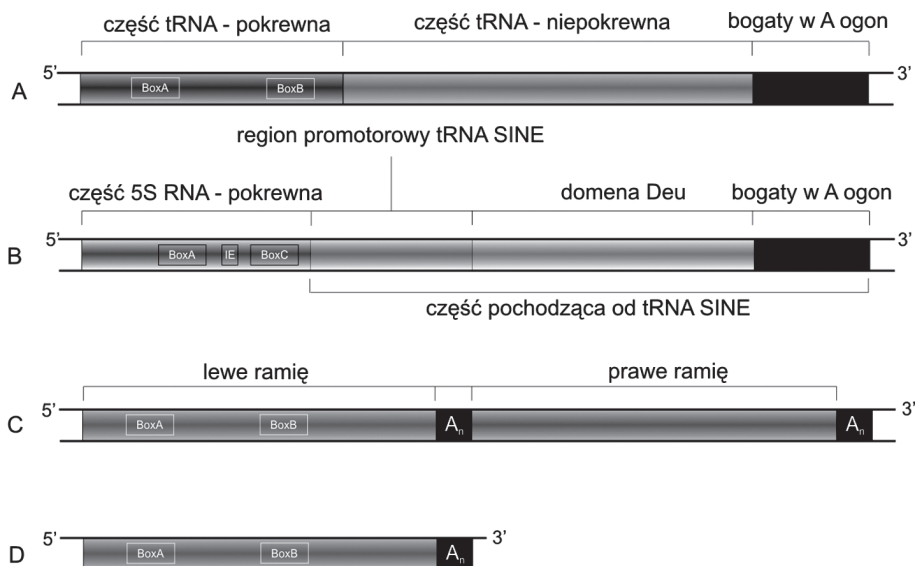 część tRNA - pokrewna część tRNA - niepokrewna bogaty w A ogon
5’ 3’
A BoxA BoxB
region promotorowy tRNA SINE
część 5S RNA - pokrewna domena Deu bogaty w A ogon
5’ 3’
B BoxA IE BoxC
część pochodząca od tRNA SINE
lewe ramię prawe ramię
5’ 3’
C BoxA BoxB An An
5’ 3’
D BoxA BoxB An